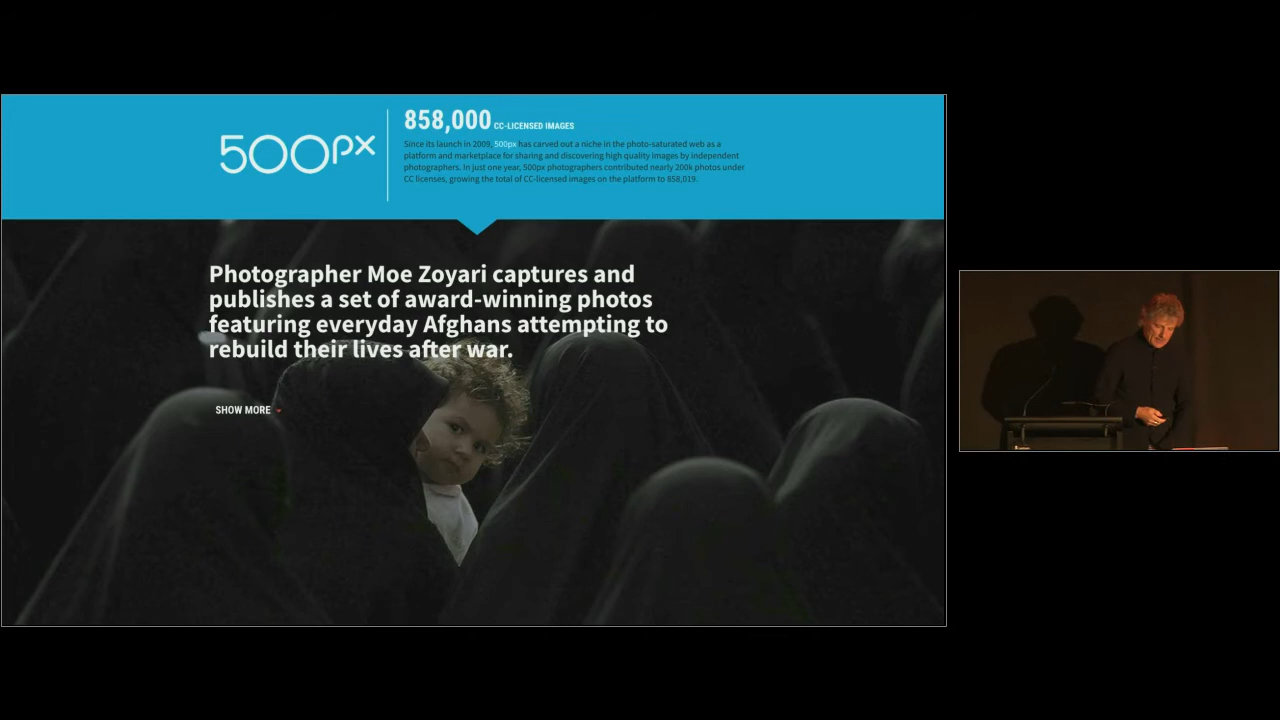 500px
858,000 CC-LICENSED IMAGES
Since its launch in 2009, 500px has carved out a niche in the photo-saturated web as a
platform and marketplace for sharing and discovering high quality images by independent
photographers. In just one year, 500px photographers contributed nearly 200k photos under
CC licenses, growing the total of CC-licensed images on the platform to 858,019.
Photographer Moe Zoyari captures and
publishes a set of award-winning photos
featuring everyday Afghans attempting to
rebuild their lives after war.
SHOW MORE